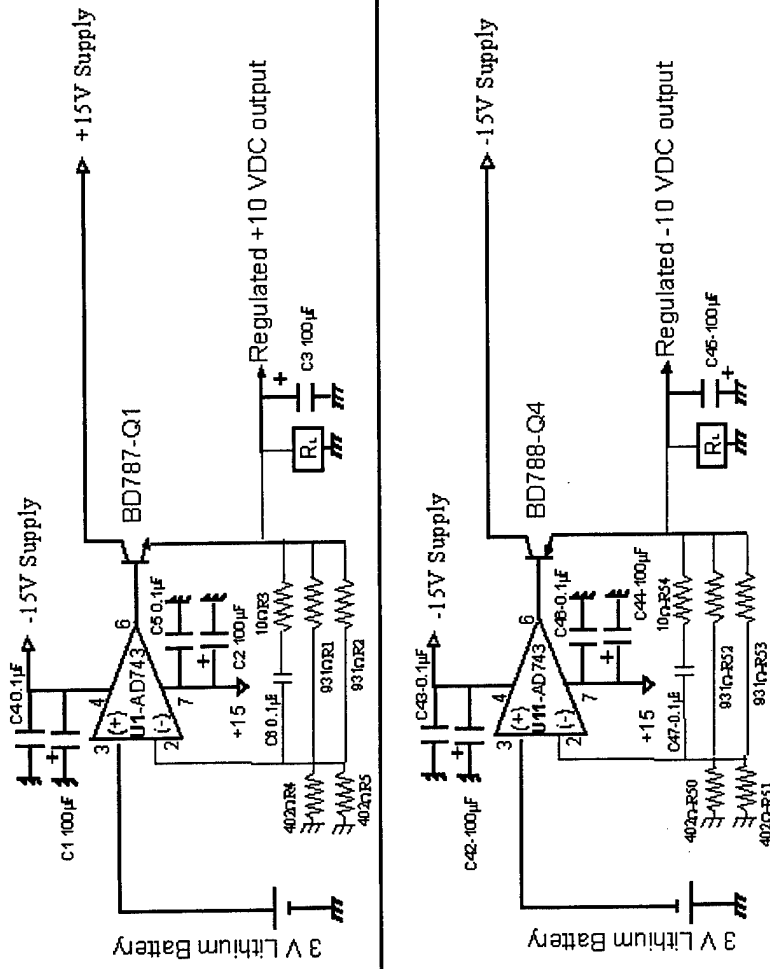 -15V Supply
+15V Supply
C4 0.1µF
C1 100µF
3
(+)
4
U1-AD743
6
BD787-Q1
2
(-)
7
+15
C5 0.1µF
C2 100µF
Regulated +10 VDC output
C3 100µF
+
+
+
RL
10Ω R3
C6 0.1µF
931Ω R1
931Ω R2
402Ω R4
402Ω R5
3 V Lithium Battery
-15V Supply
-15V Supply
C43-0.1µF
C42-100µF
3
(+)
4
U11-AD743
6
BD788-Q4
2
(-)
7
+15
C46-0.1µF
C44-100µF
Regulated -10 VDC output
C45-100µF
+
+
+
RL
10Ω-R54
C47-0.1µF
931Ω-R52
931Ω-R53
402Ω-R50
402Ω-R51
3 V Lithium Battery